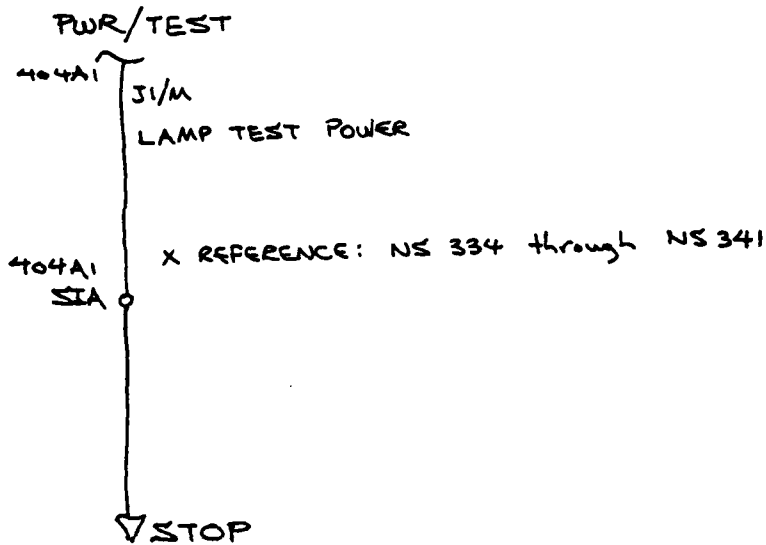 PWR/TEST
404A1
J1/M
LAMP TEST POWER
X REFERENCE: NS 334 through NS 341
404A1
S1A
STOP